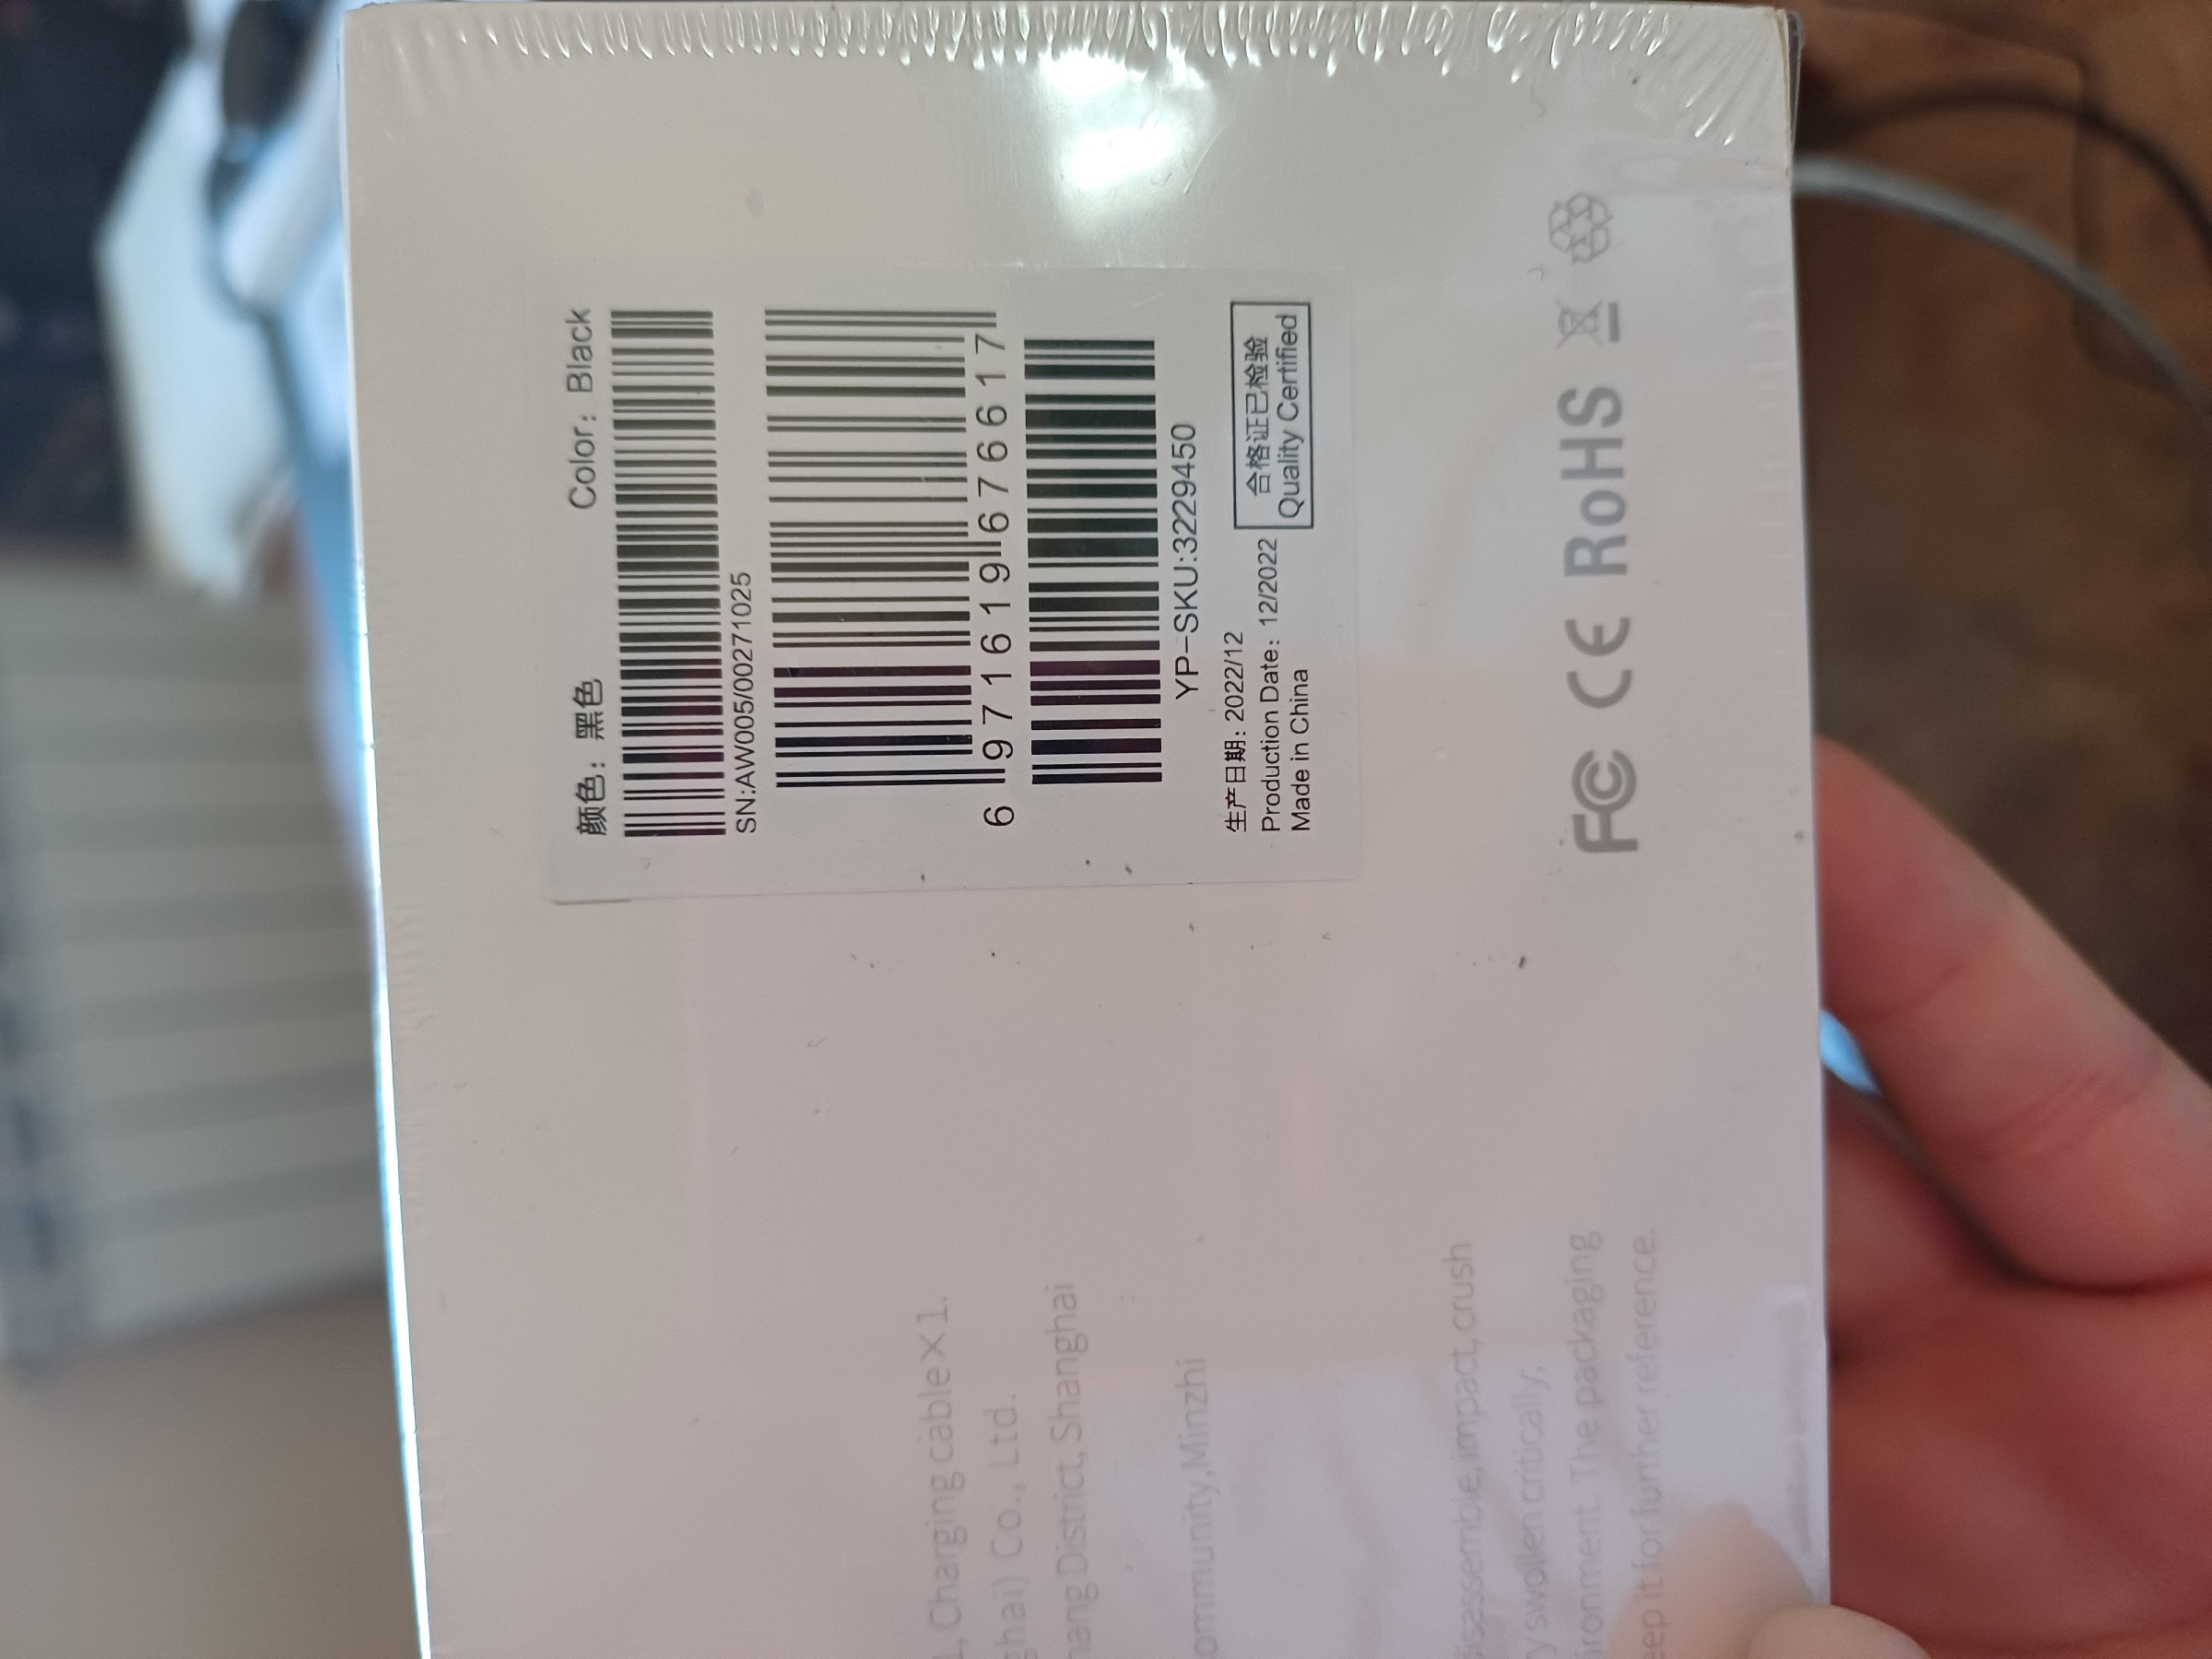 颜色：黑色 Color：Black
SN:AW005/00271025
6 971619 676617
YP-SKU:3229450
生产日期: 2022/12
Production Date：12/2022
Made in China
合格证已检验
Quality Certified
FC CE RoHS
Charging cable×1.
Co., Ltd.
District, Shanghai
Minzhi
impact, crush
swollen critically,
The packaging
it for further reference.